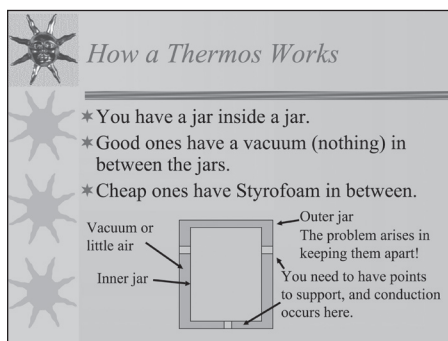 How a Thermos Works
You have a jar inside a jar.
Good ones have a vacuum (nothing) in
between the jars.
Cheap ones have Styrofoam in between.
Vacuum or
little air
Inner jar
Outer jar
The problem arises in
keeping them apart!
You need to have points
to support, and conduction
occurs here.